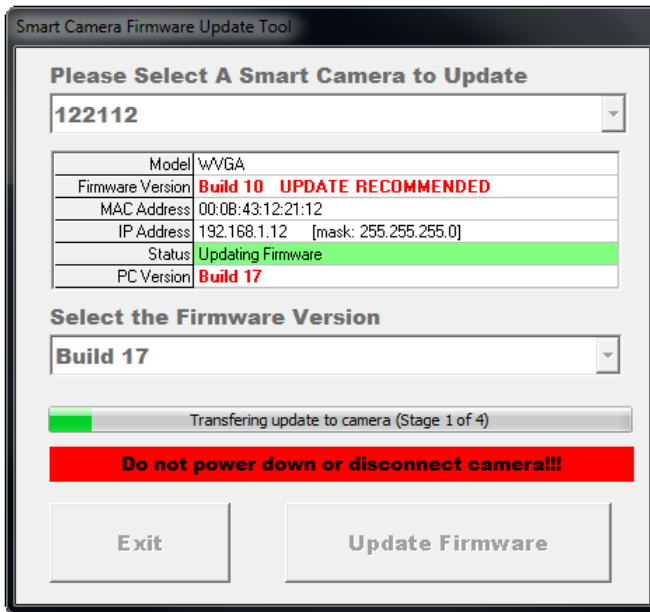 Smart Camera Firmware Update Tool
Please Select A Smart Camera to Update
122112
Model WVGA
Firmware Version Build 10 UPDATE RECOMMENDED
MAC Address 00:0B:43:12:21:12
IP Address 192.168.1.12 [mask: 255.255.255.0]
Status Updating Firmware
PC Version Build 17
Select the Firmware Version
Build 17
Transfering update to camera (Stage 1 of 4)
Do not power down or disconnect camera!!!
Exit Update Firmware